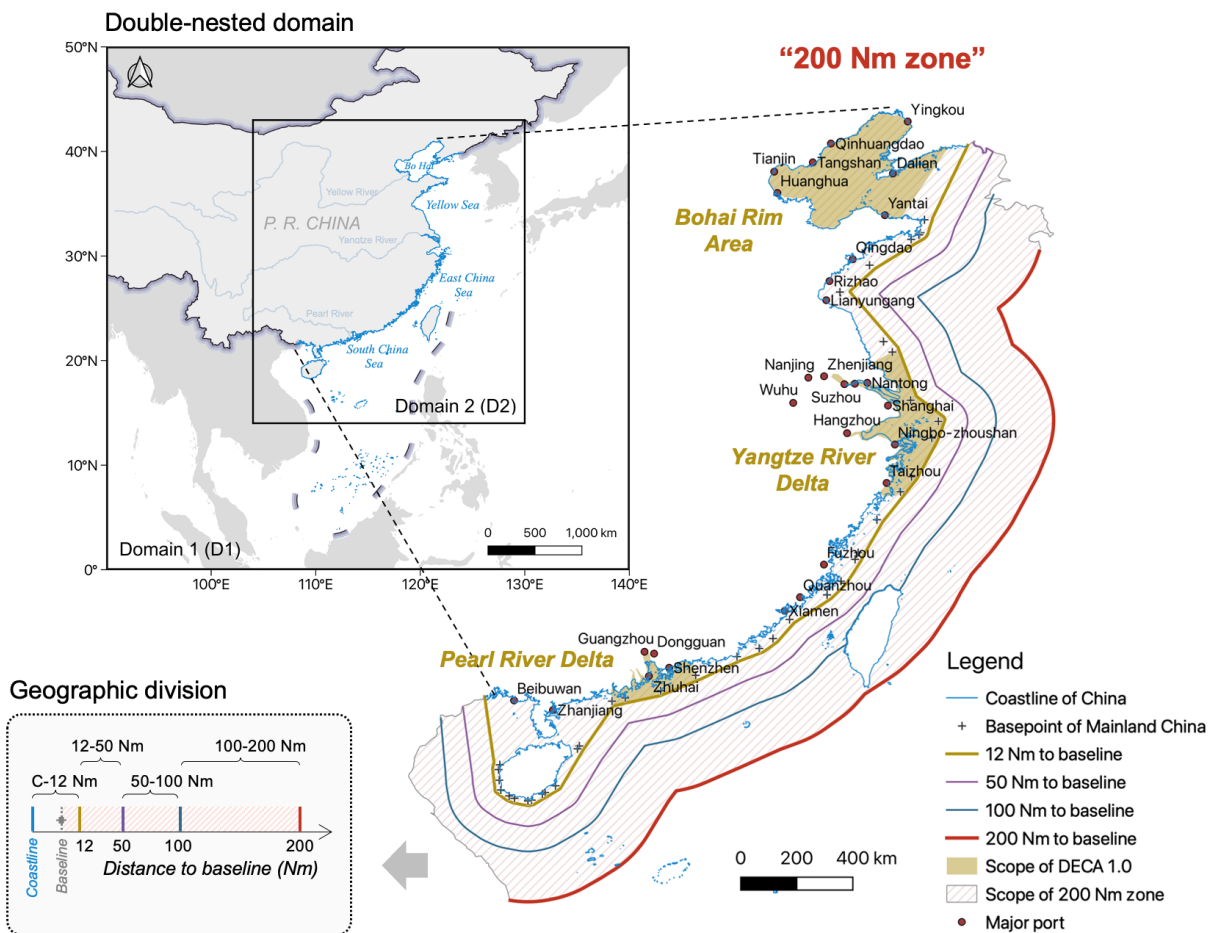 Double-nested domain
50°N
40°N
30°N
20°N
10°N
0°
100°N
110°N
120°N
130°N
140°N
Bo Hai
Yellow River
Yellow Sea
P. R. CHINA
Yangtze River
East China
Sea
Pearl River
South China
Sea
Domain 2 (D2)
0 500 1,000 km
Domain 1 (D1)
“200 Nm zone”
Yingkou
Qinhuangdao
Tianjin
Tangshan
Dalian
Huanghua
Yantai
Bohai Rim
Area
Qingdao
Rizhao
Lianyungang
Nanjing
Zhenjiang
Nantong
Wuhu
Suzhou
Shanghai
Hangzhou
Ningbo-zhoushan
Yangtze River
Delta
Taizhou
Fuzhou
Quanzhou
Xiamen
Guangzhou
Dongguan
Pearl River Delta
Shenzhen
Zhuhai
Beibuwan
Zhanjiang
0 200 400 km
Geographic division
12-50 Nm
100-200 Nm
C-12 Nm
50-100 Nm
Coastline
Baseline
12 50 100 200
Distance to baseline (Nm)
Legend
Coastline of China
Basepoint of Mainland China
12 Nm to baseline
50 Nm to baseline
100 Nm to baseline
200 Nm to baseline
Scope of DECA 1.0
Scope of 200 Nm zone
Major port